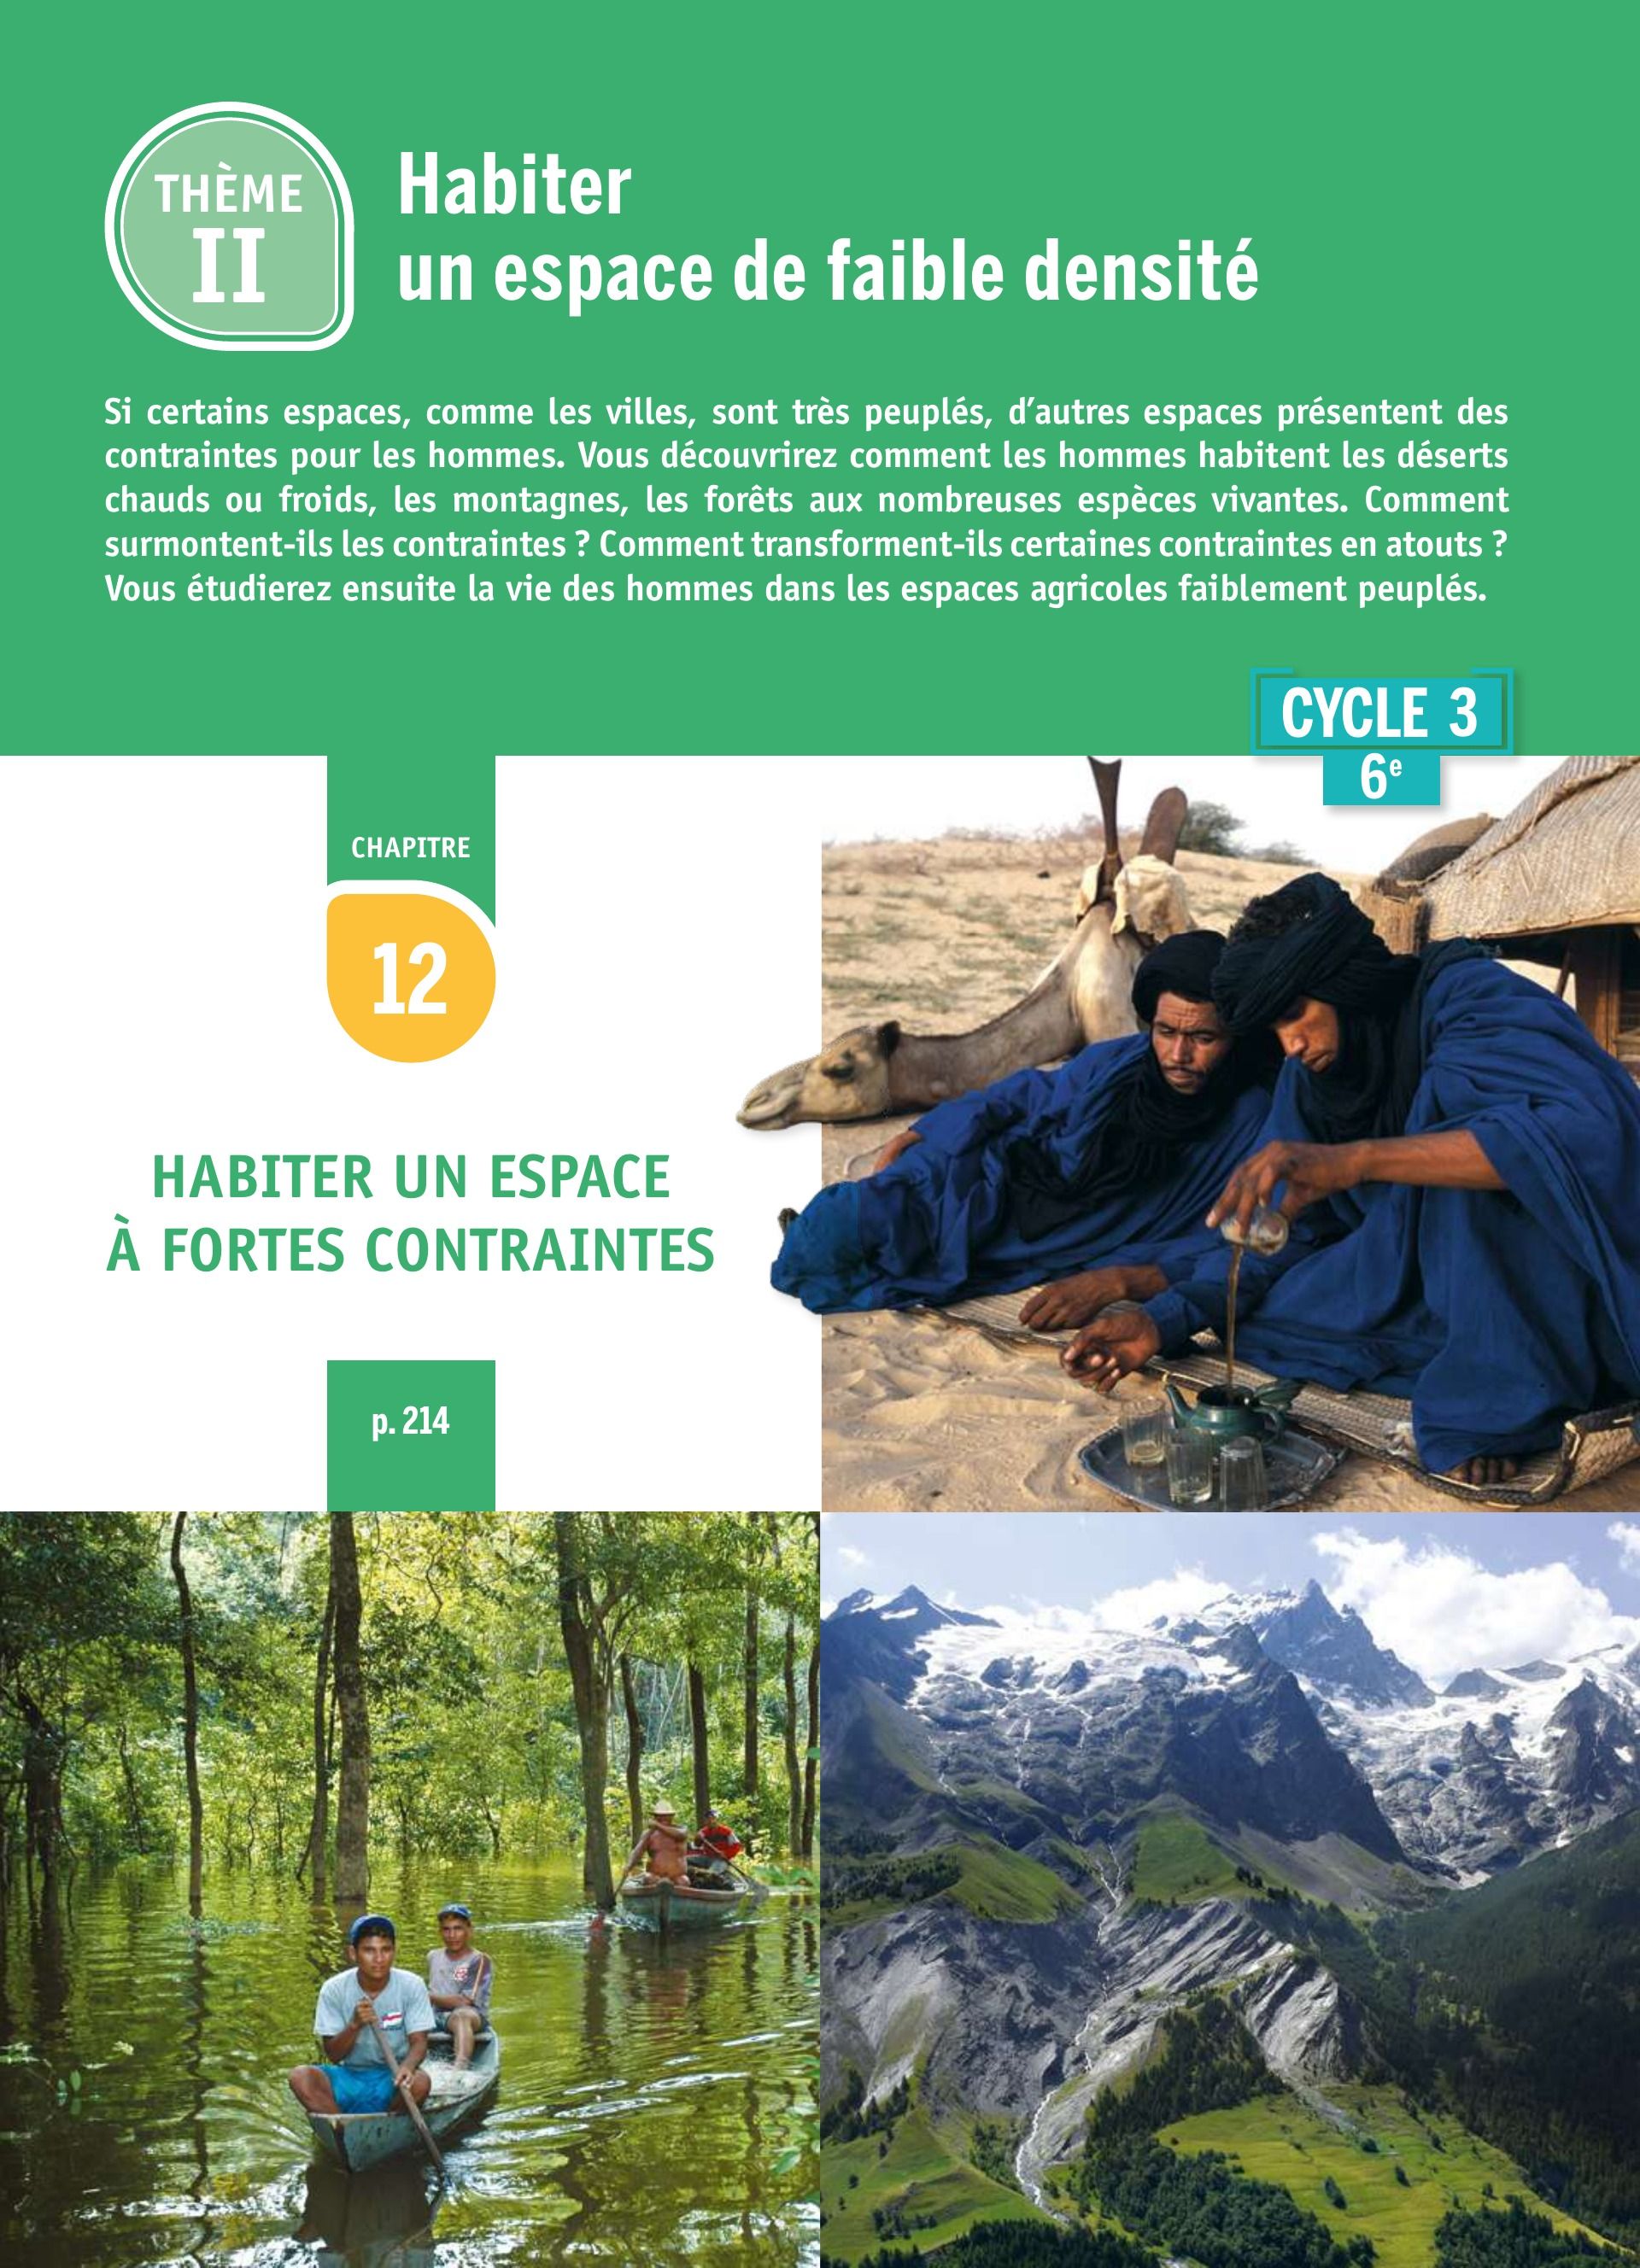 THÈME
II
Habiter
un espace de faible densité
Si certains espaces, comme les villes, sont très peuplés, d’autres espaces présentent des
contraintes pour les hommes. Vous découvrirez comment les hommes habitent les déserts
chauds ou froids, les montagnes, les forêts aux nombreuses espèces vivantes. Comment
surmontent-ils les contraintes ? Comment transforment-ils certaines contraintes en atouts ?
Vous étudierez ensuite la vie des hommes dans les espaces agricoles faiblement peuplés.
CYCLE 3
6e
CHAPITRE
12
HABITER UN ESPACE
À FORTES CONTRAINTES
p. 214